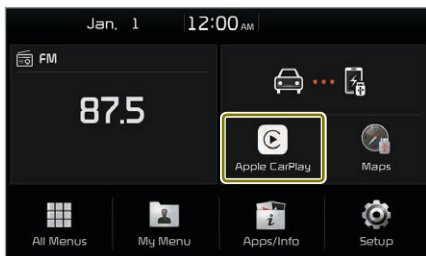 Jan. 1 12:00 AM
FM
87.5
Apple CarPlay
Maps
All Menus
My Menu
Apps/Info
Setup